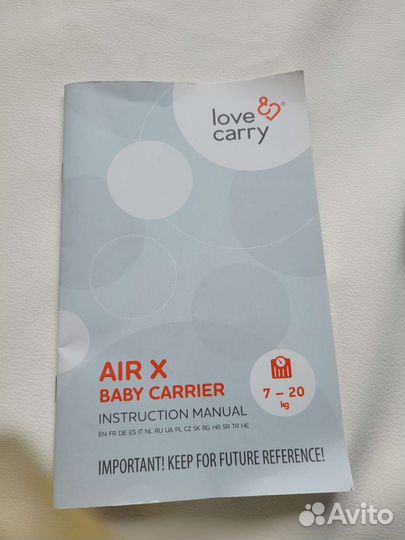 love &®
carry
AIR X
BABY CARRIER
INSTRUCTION MANUAL
EN FR DE ES IT NL RU UA PL CZ SK BG HR SR TR HE
7 – 20
kg
IMPORTANT! KEEP FOR FUTURE REFERENCE!
Avito